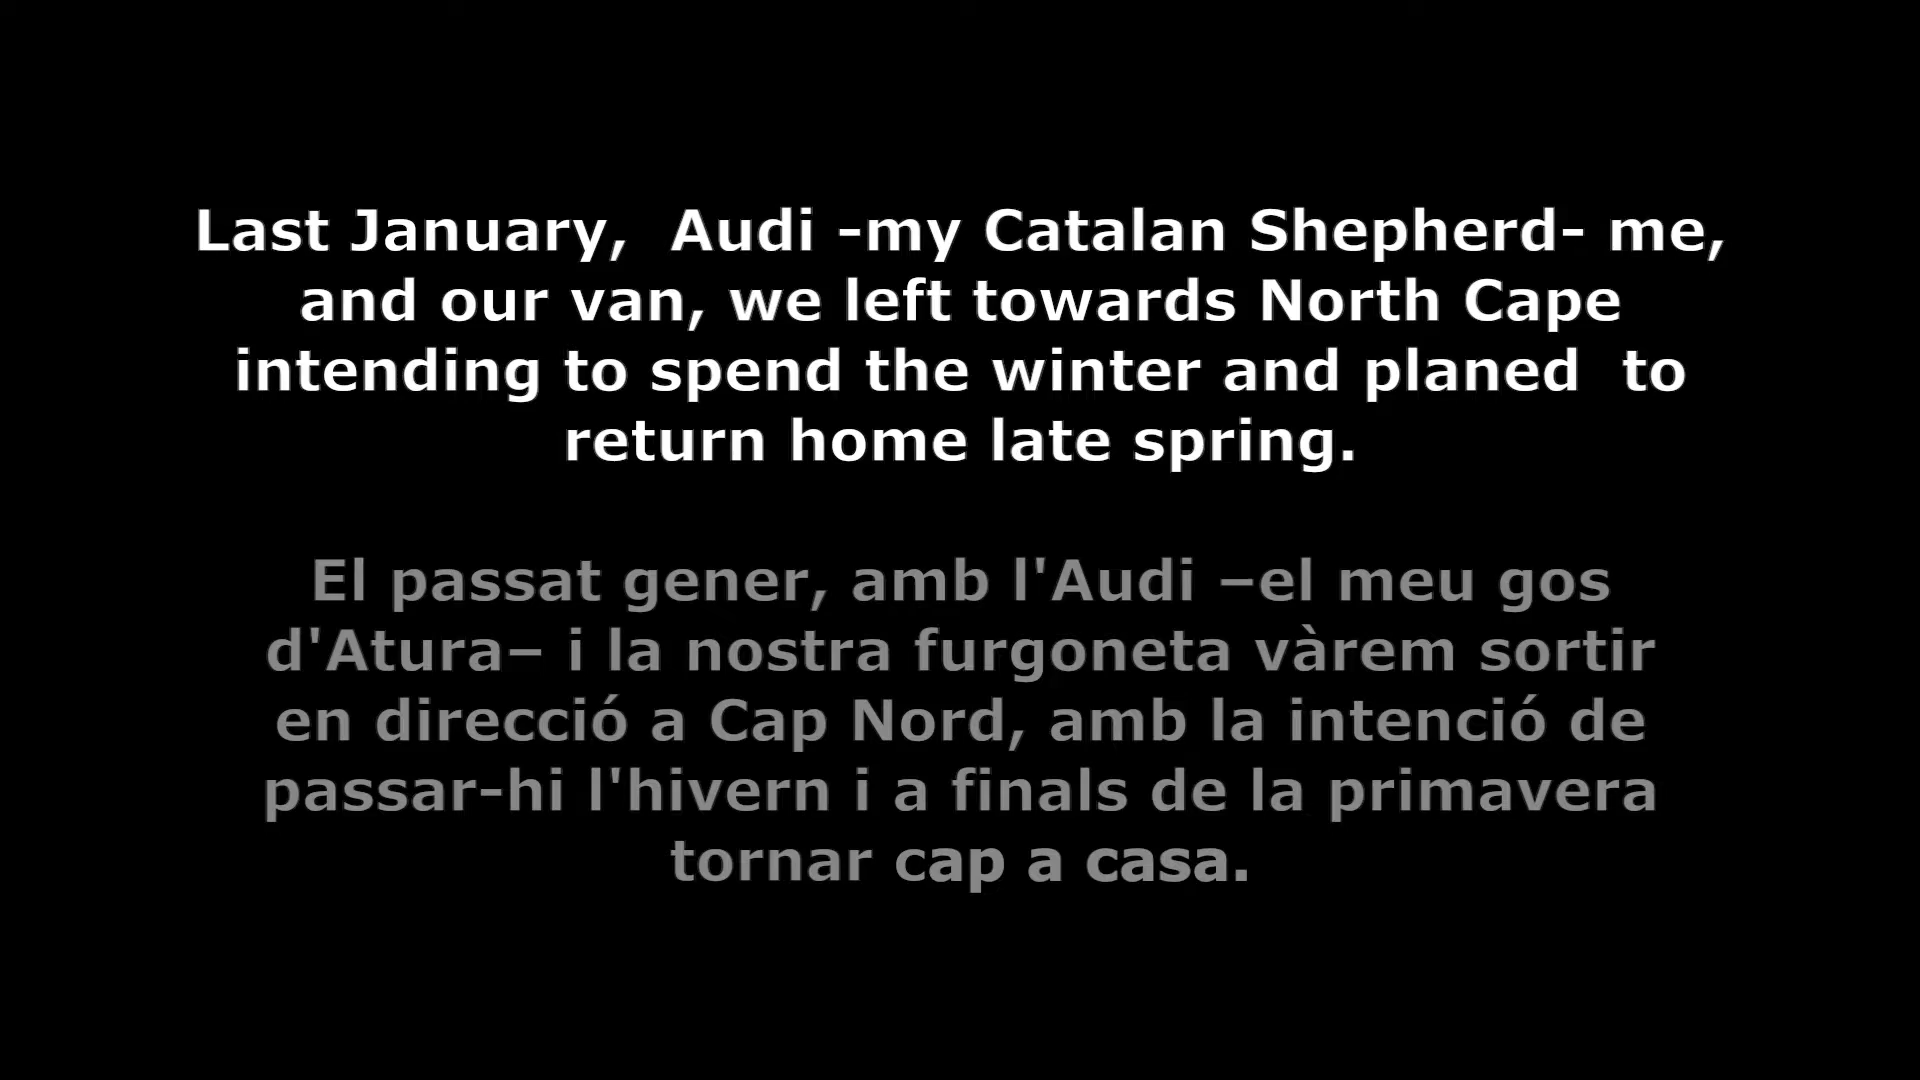 Last January,  Audi -my Catalan Shepherd- me,
and our van, we left towards North Cape
intending to spend the winter and planed  to
return home late spring.
El passat gener, amb l'Audi –el meu gos
d'Atura– i la nostra furgoneta vàrem sortir
en direcció a Cap Nord, amb la intenció de
passar-hi l'hivern i a finals de la primavera
tornar cap a casa.